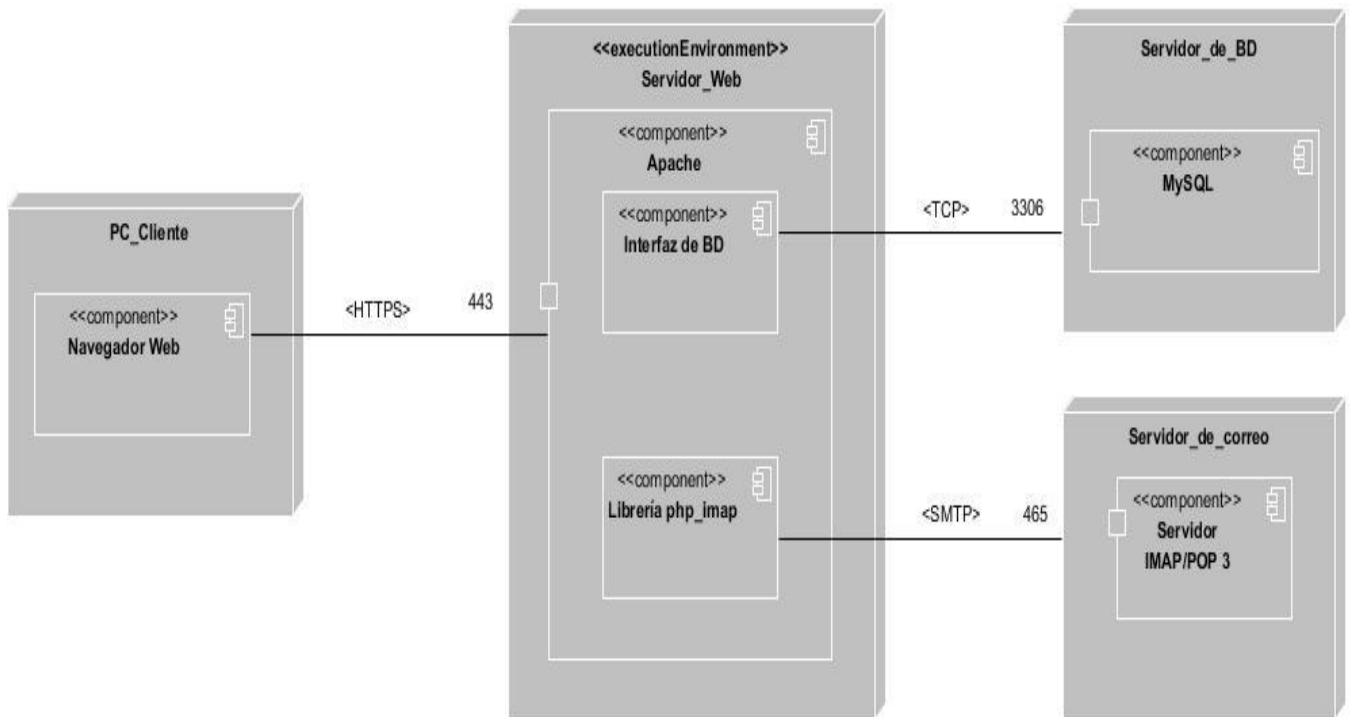 PC_Cliente
<<component>>
Navegador Web
<HTTPS>
443
<<executionEnvironment>>
Servidor_Web
<<component>>
Apache
<<component>>
Interfaz de BD
<<component>>
Librería php_imap
<TCP>
3306
<SMTP>
465
Servidor_de_BD
<<component>>
MySQL
Servidor_de_correo
<<component>>
Servidor
IMAP/POP 3